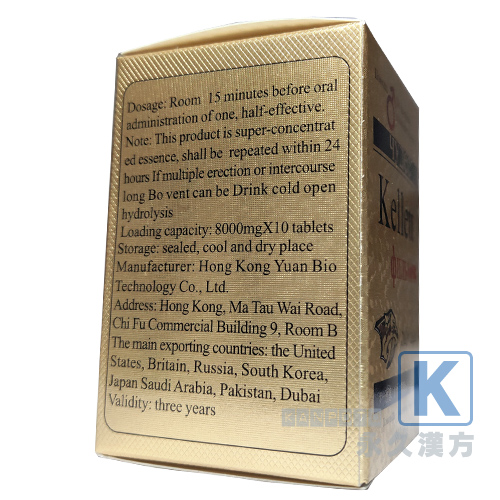 Dosage: Room 15 minutes before oral
administration of one, half-effective.
Note: This product is super-concentrat
ed essence, shall be repeated within 24
hours If multiple erection or intercourse
long Bo vent can be Drink cold open
hydrolysis
Loading capacity: 8000mgX10 tablets
Storage: sealed, cool and dry place
Manufacturer: Hong Kong Yuan Bio
Technology Co., Ltd.
Address: Hong Kong, Ma Tau Wai Road,
Chi Fu Commercial Building 9, Room B
The main exporting countries: the United
States, Britain, Russia, South Korea,
Japan Saudi Arabia, Pakistan, Dubai
Validity: three years
K
永久漢方